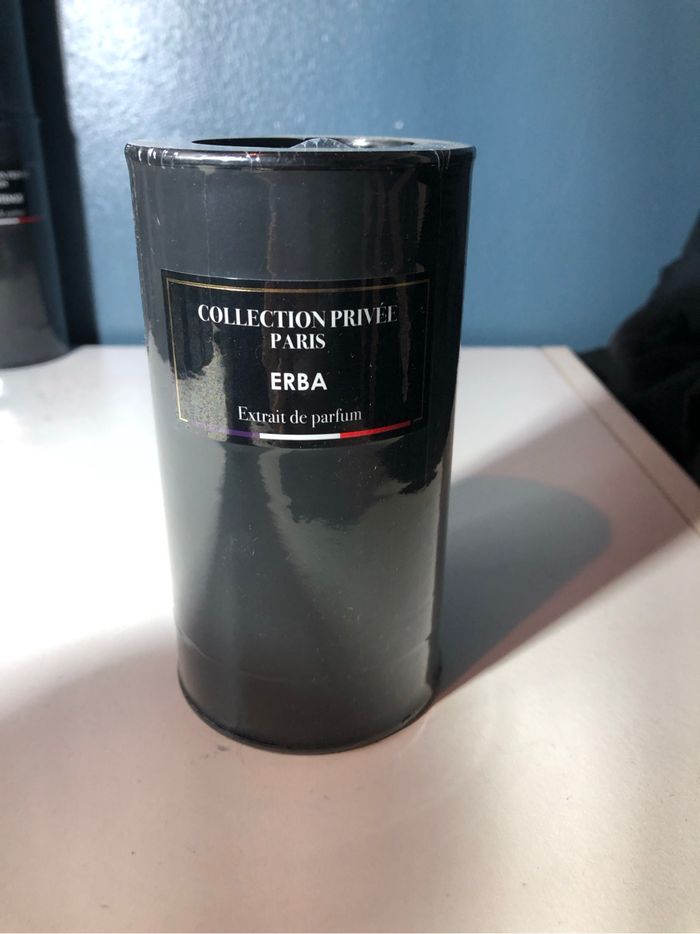 COLLECTION PRIVÉE
PARIS
ERBA
Extrait de parfum